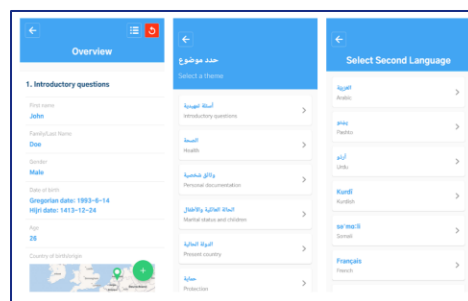 Overview
1. Introductory questions
First name
John
Family/Last Name
Doe
Gender
Male
Date of birth
Gregorian date: 1993-6-14
Hijri date: 1413-12-24
Age
26
Country of birth/origin
حدد موضوع
Select a theme
أسئلة تمهيدية
Introductory questions
الصحة
Health
وثائق شخصية
Personal documentation
الحالة العائلية والأطفال
Marital status and children
الدولة الحالية
Present country
حماية
Protection
Select Second Language
العربية
Arabic
پښتو
Pashto
اُردُو
Urdu
Kurdî
Kurdish
Somali
Français
French